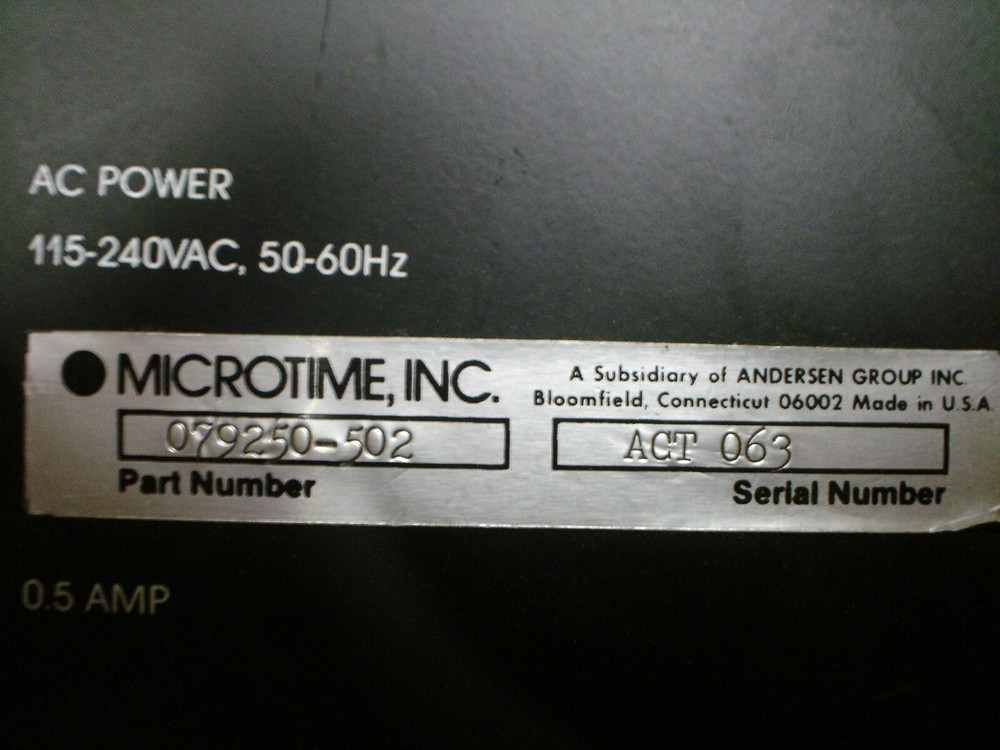 AC POWER
115-240VAC, 50-60Hz
MICROTIME, INC.
A Subsidiary of ANDERSEN GROUP INC.
Bloomfield, Connecticut 06002 Made in U.S.A.
079250-502
ACT 063
Part Number
Serial Number
0.5 AMP